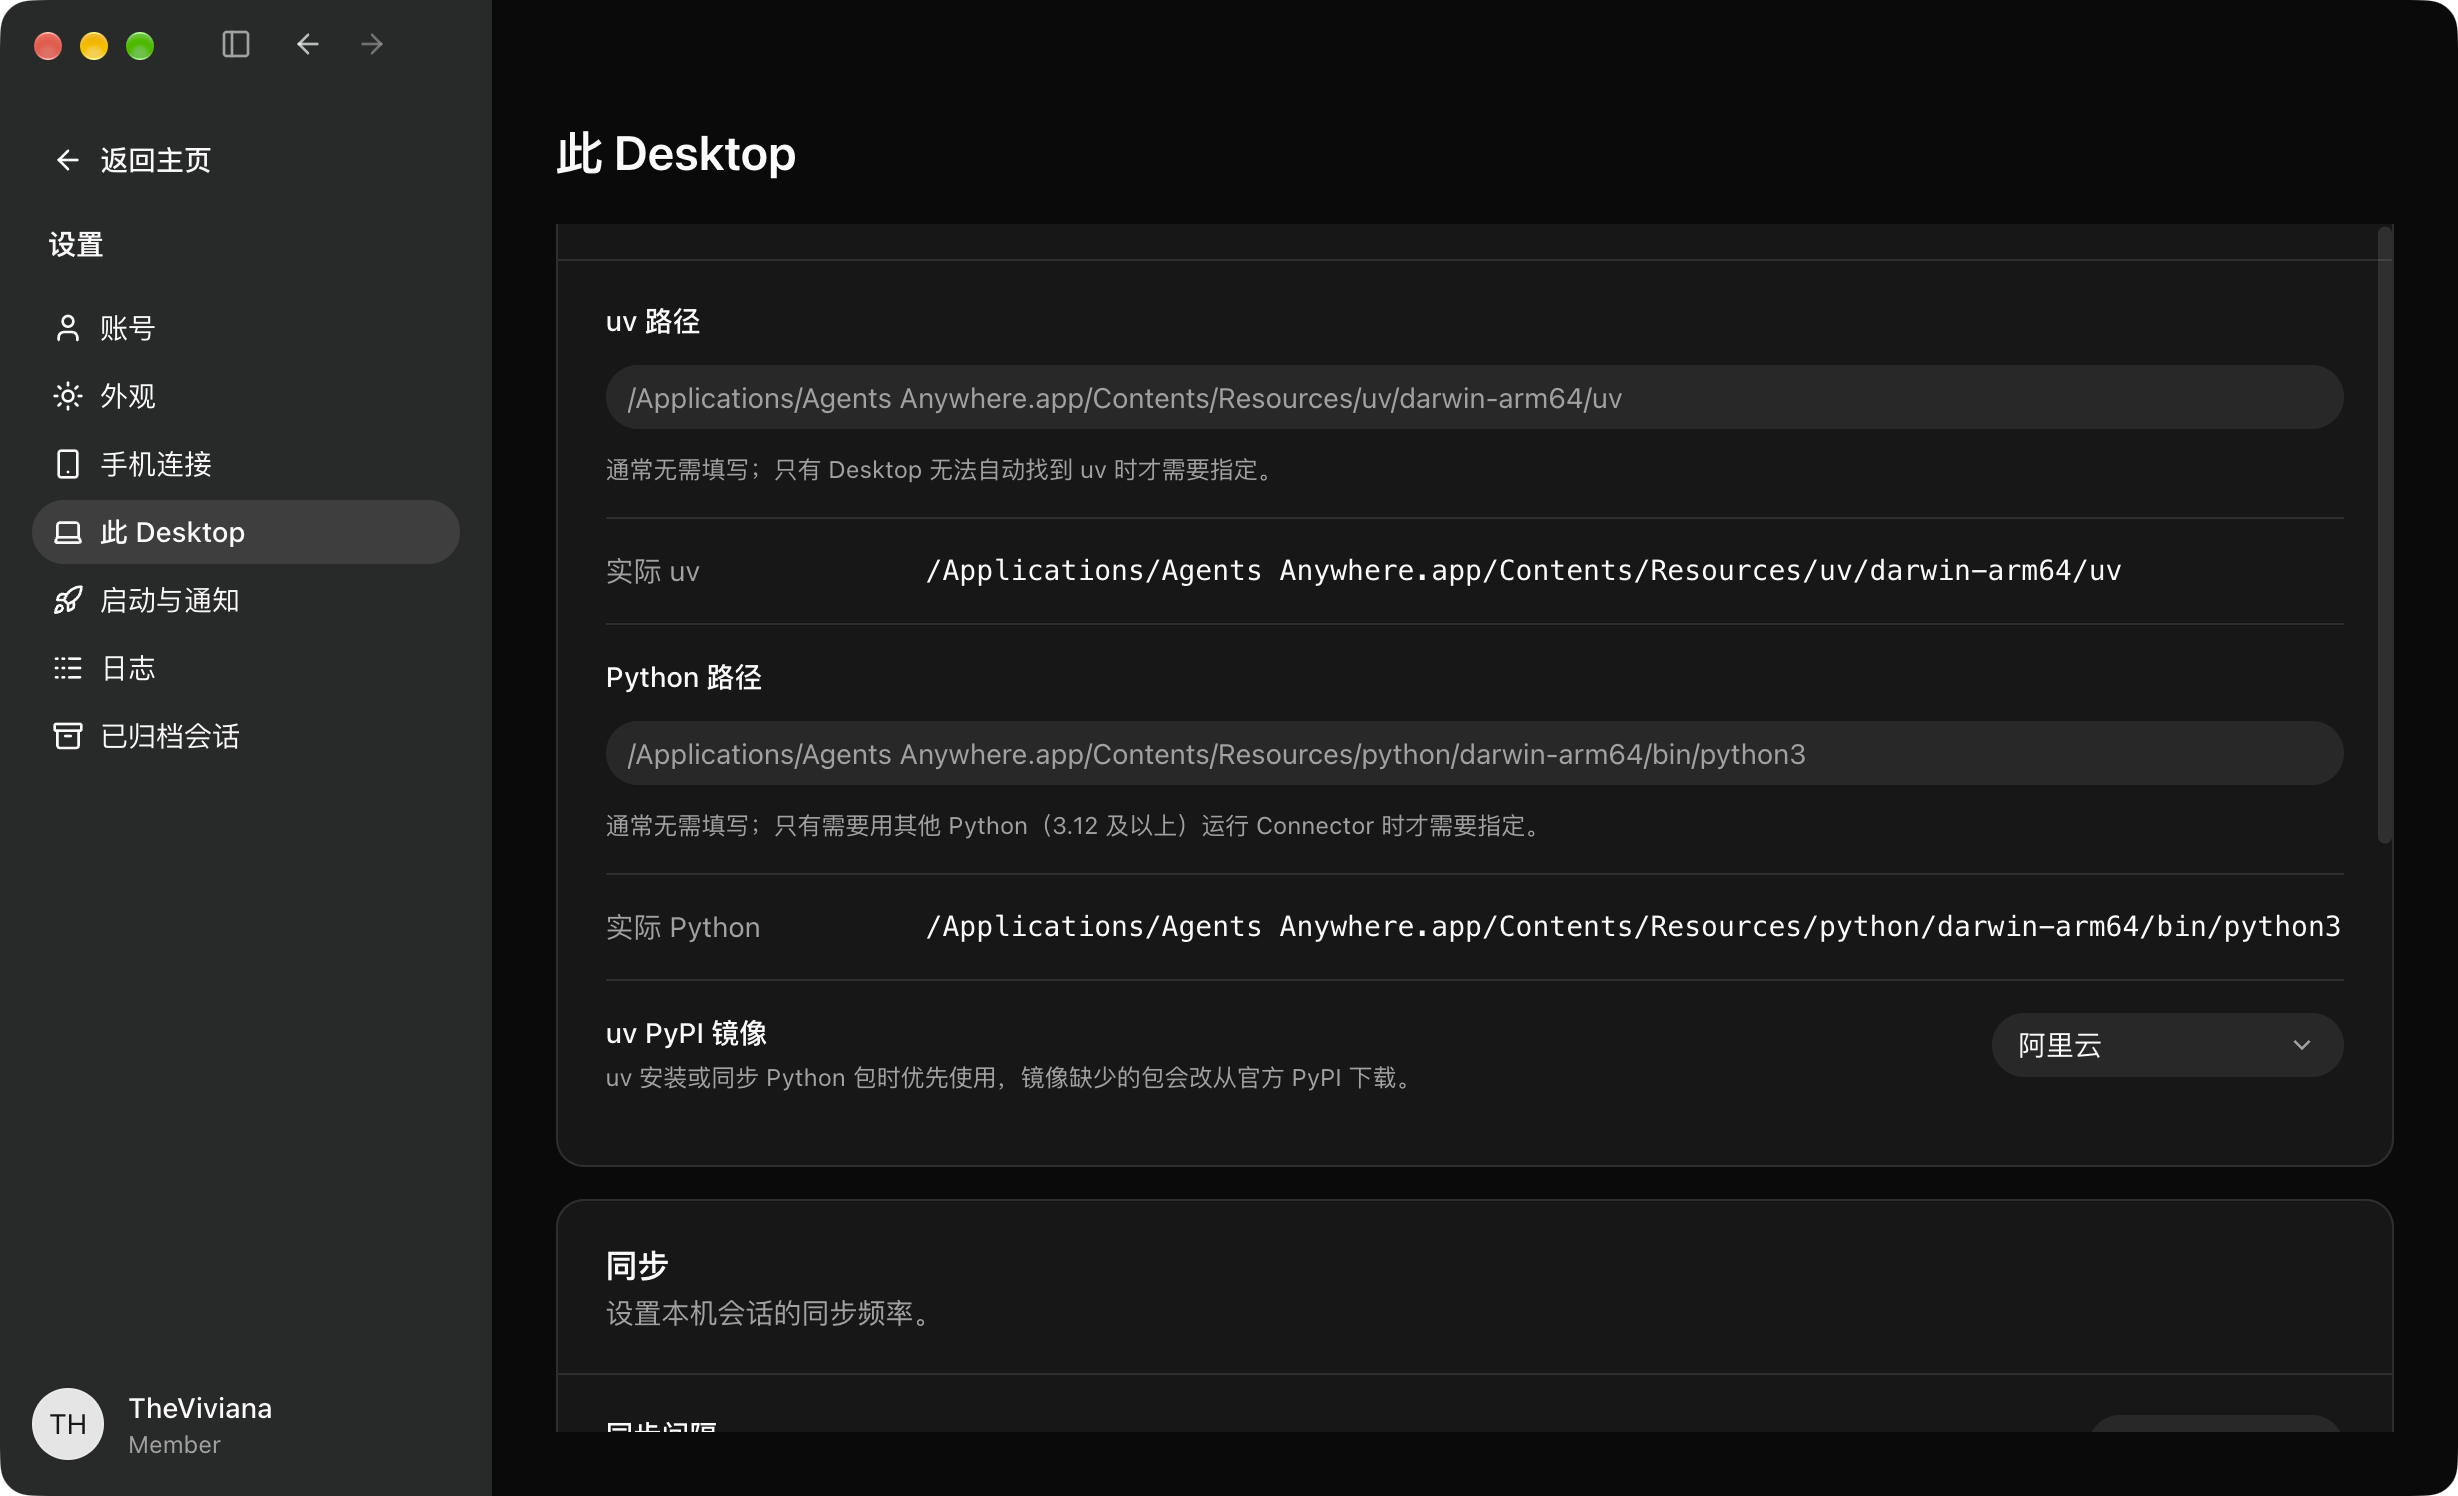 返回主页
设置
账号
外观
手机连接
此 Desktop
启动与通知
日志
已归档会话
TH
TheViviana
Member
此 Desktop
uv 路径
/Applications/Agents Anywhere.app/Contents/Resources/uv/darwin-arm64/uv
通常无需填写；只有 Desktop 无法自动找到 uv 时才需要指定。
实际 uv
/Applications/Agents Anywhere.app/Contents/Resources/uv/darwin-arm64/uv
Python 路径
/Applications/Agents Anywhere.app/Contents/Resources/python/darwin-arm64/bin/python3
通常无需填写；只有需要用其他 Python（3.12 及以上）运行 Connector 时才需要指定。
实际 Python
/Applications/Agents Anywhere.app/Contents/Resources/python/darwin-arm64/bin/python3
uv PyPI 镜像
阿里云
uv 安装或同步 Python 包时优先使用，镜像缺少的包会改从官方 PyPI 下载。
同步
设置本机会话的同步频率。
同步间隔